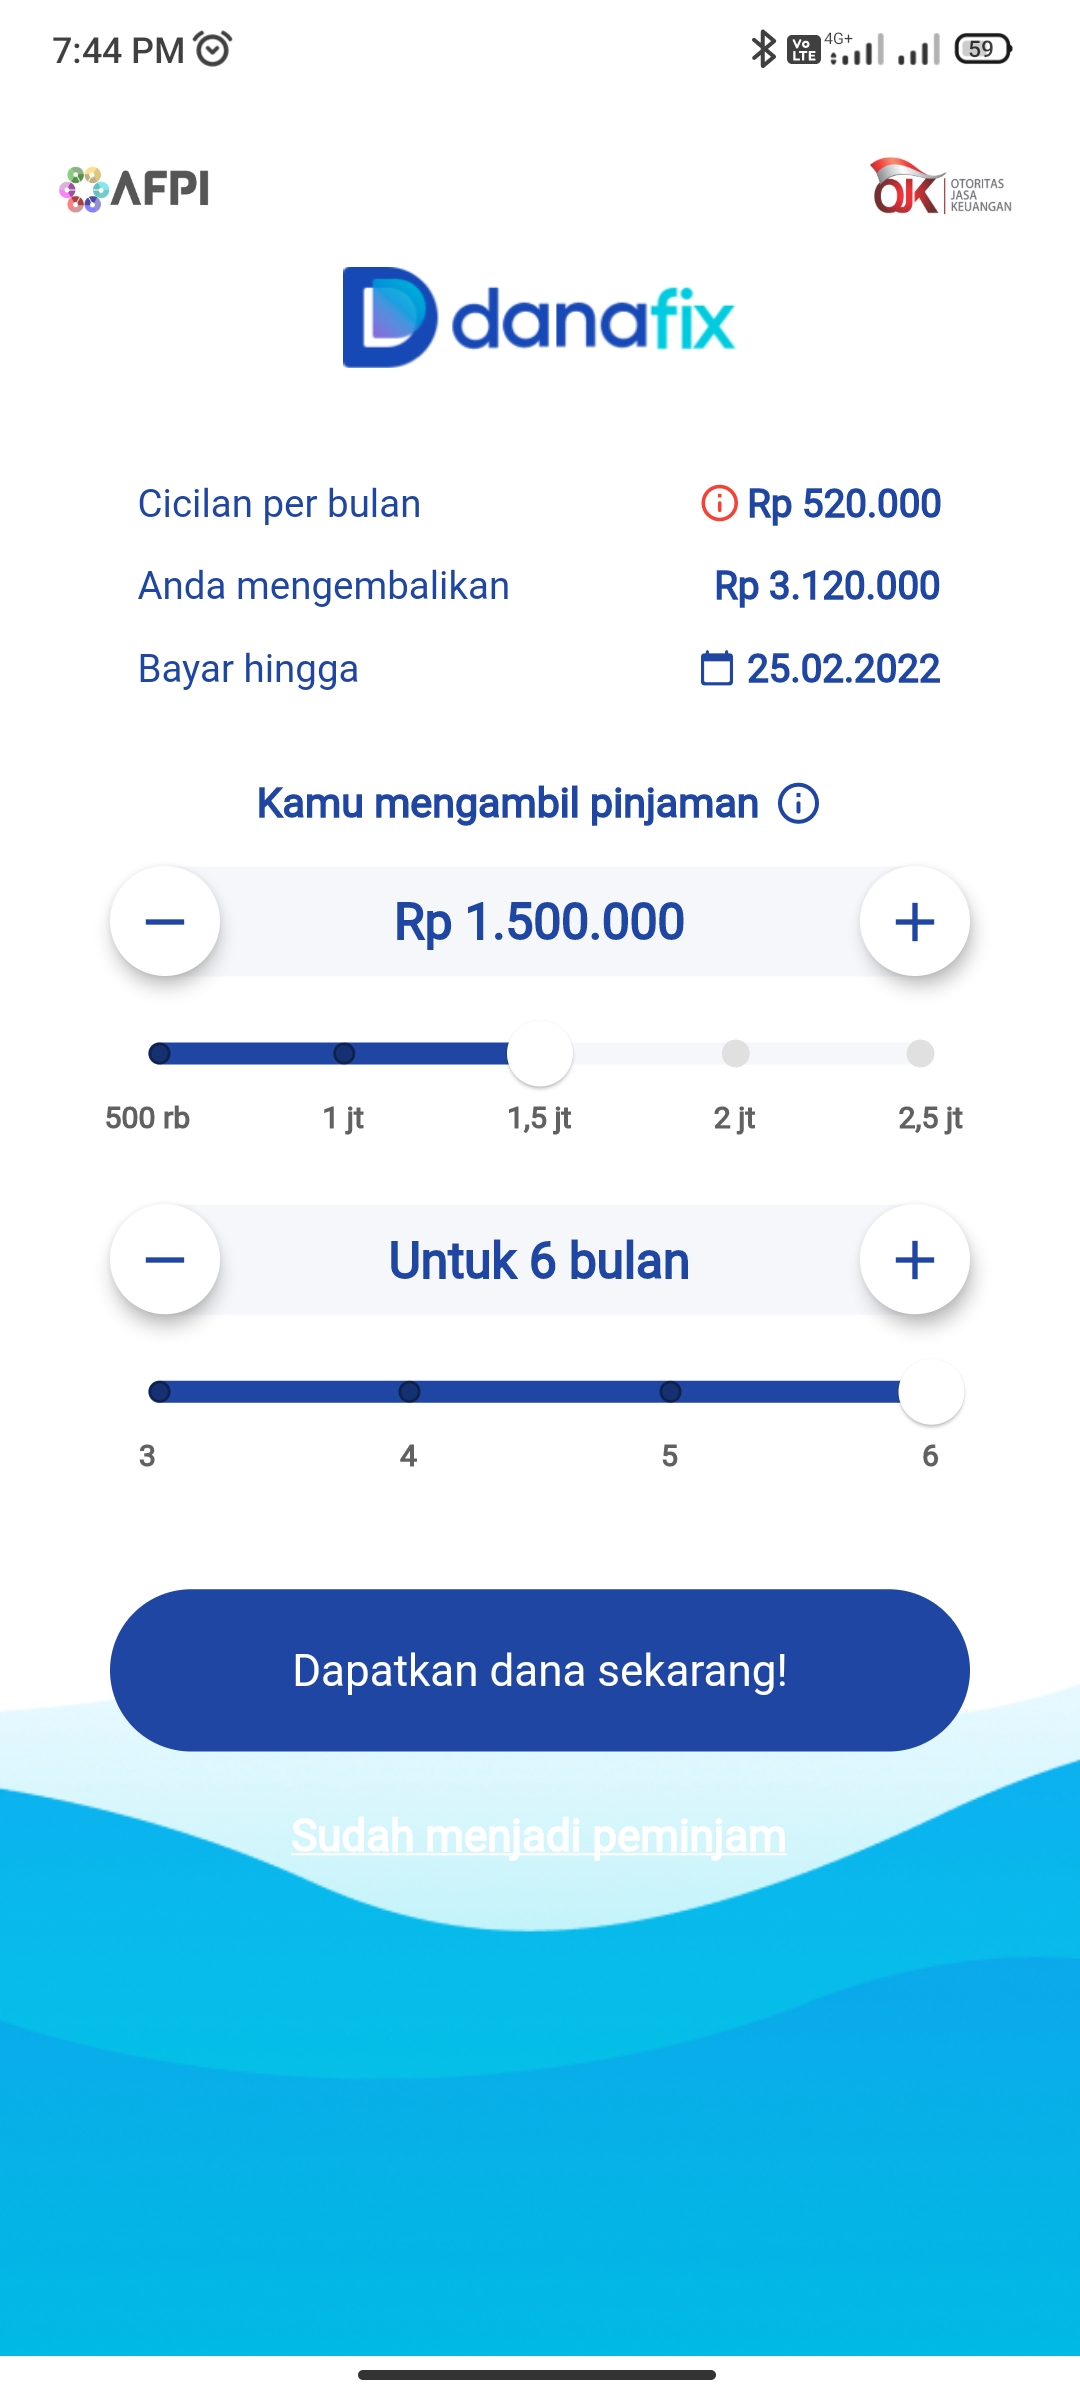 7:44 PM
Vo LTE 4G+ 59
AFPI
OJK OTORITAS JASA KEUANGAN
danafix
Cicilan per bulan Rp 520.000
Anda mengembalikan Rp 3.120.000
Bayar hingga 25.02.2022
Kamu mengambil pinjaman
Rp 1.500.000
500 rb 1 jt 1,5 jt 2 jt 2,5 jt
Untuk 6 bulan
3 4 5 6
Dapatkan dana sekarang!
Sudah menjadi peminjam